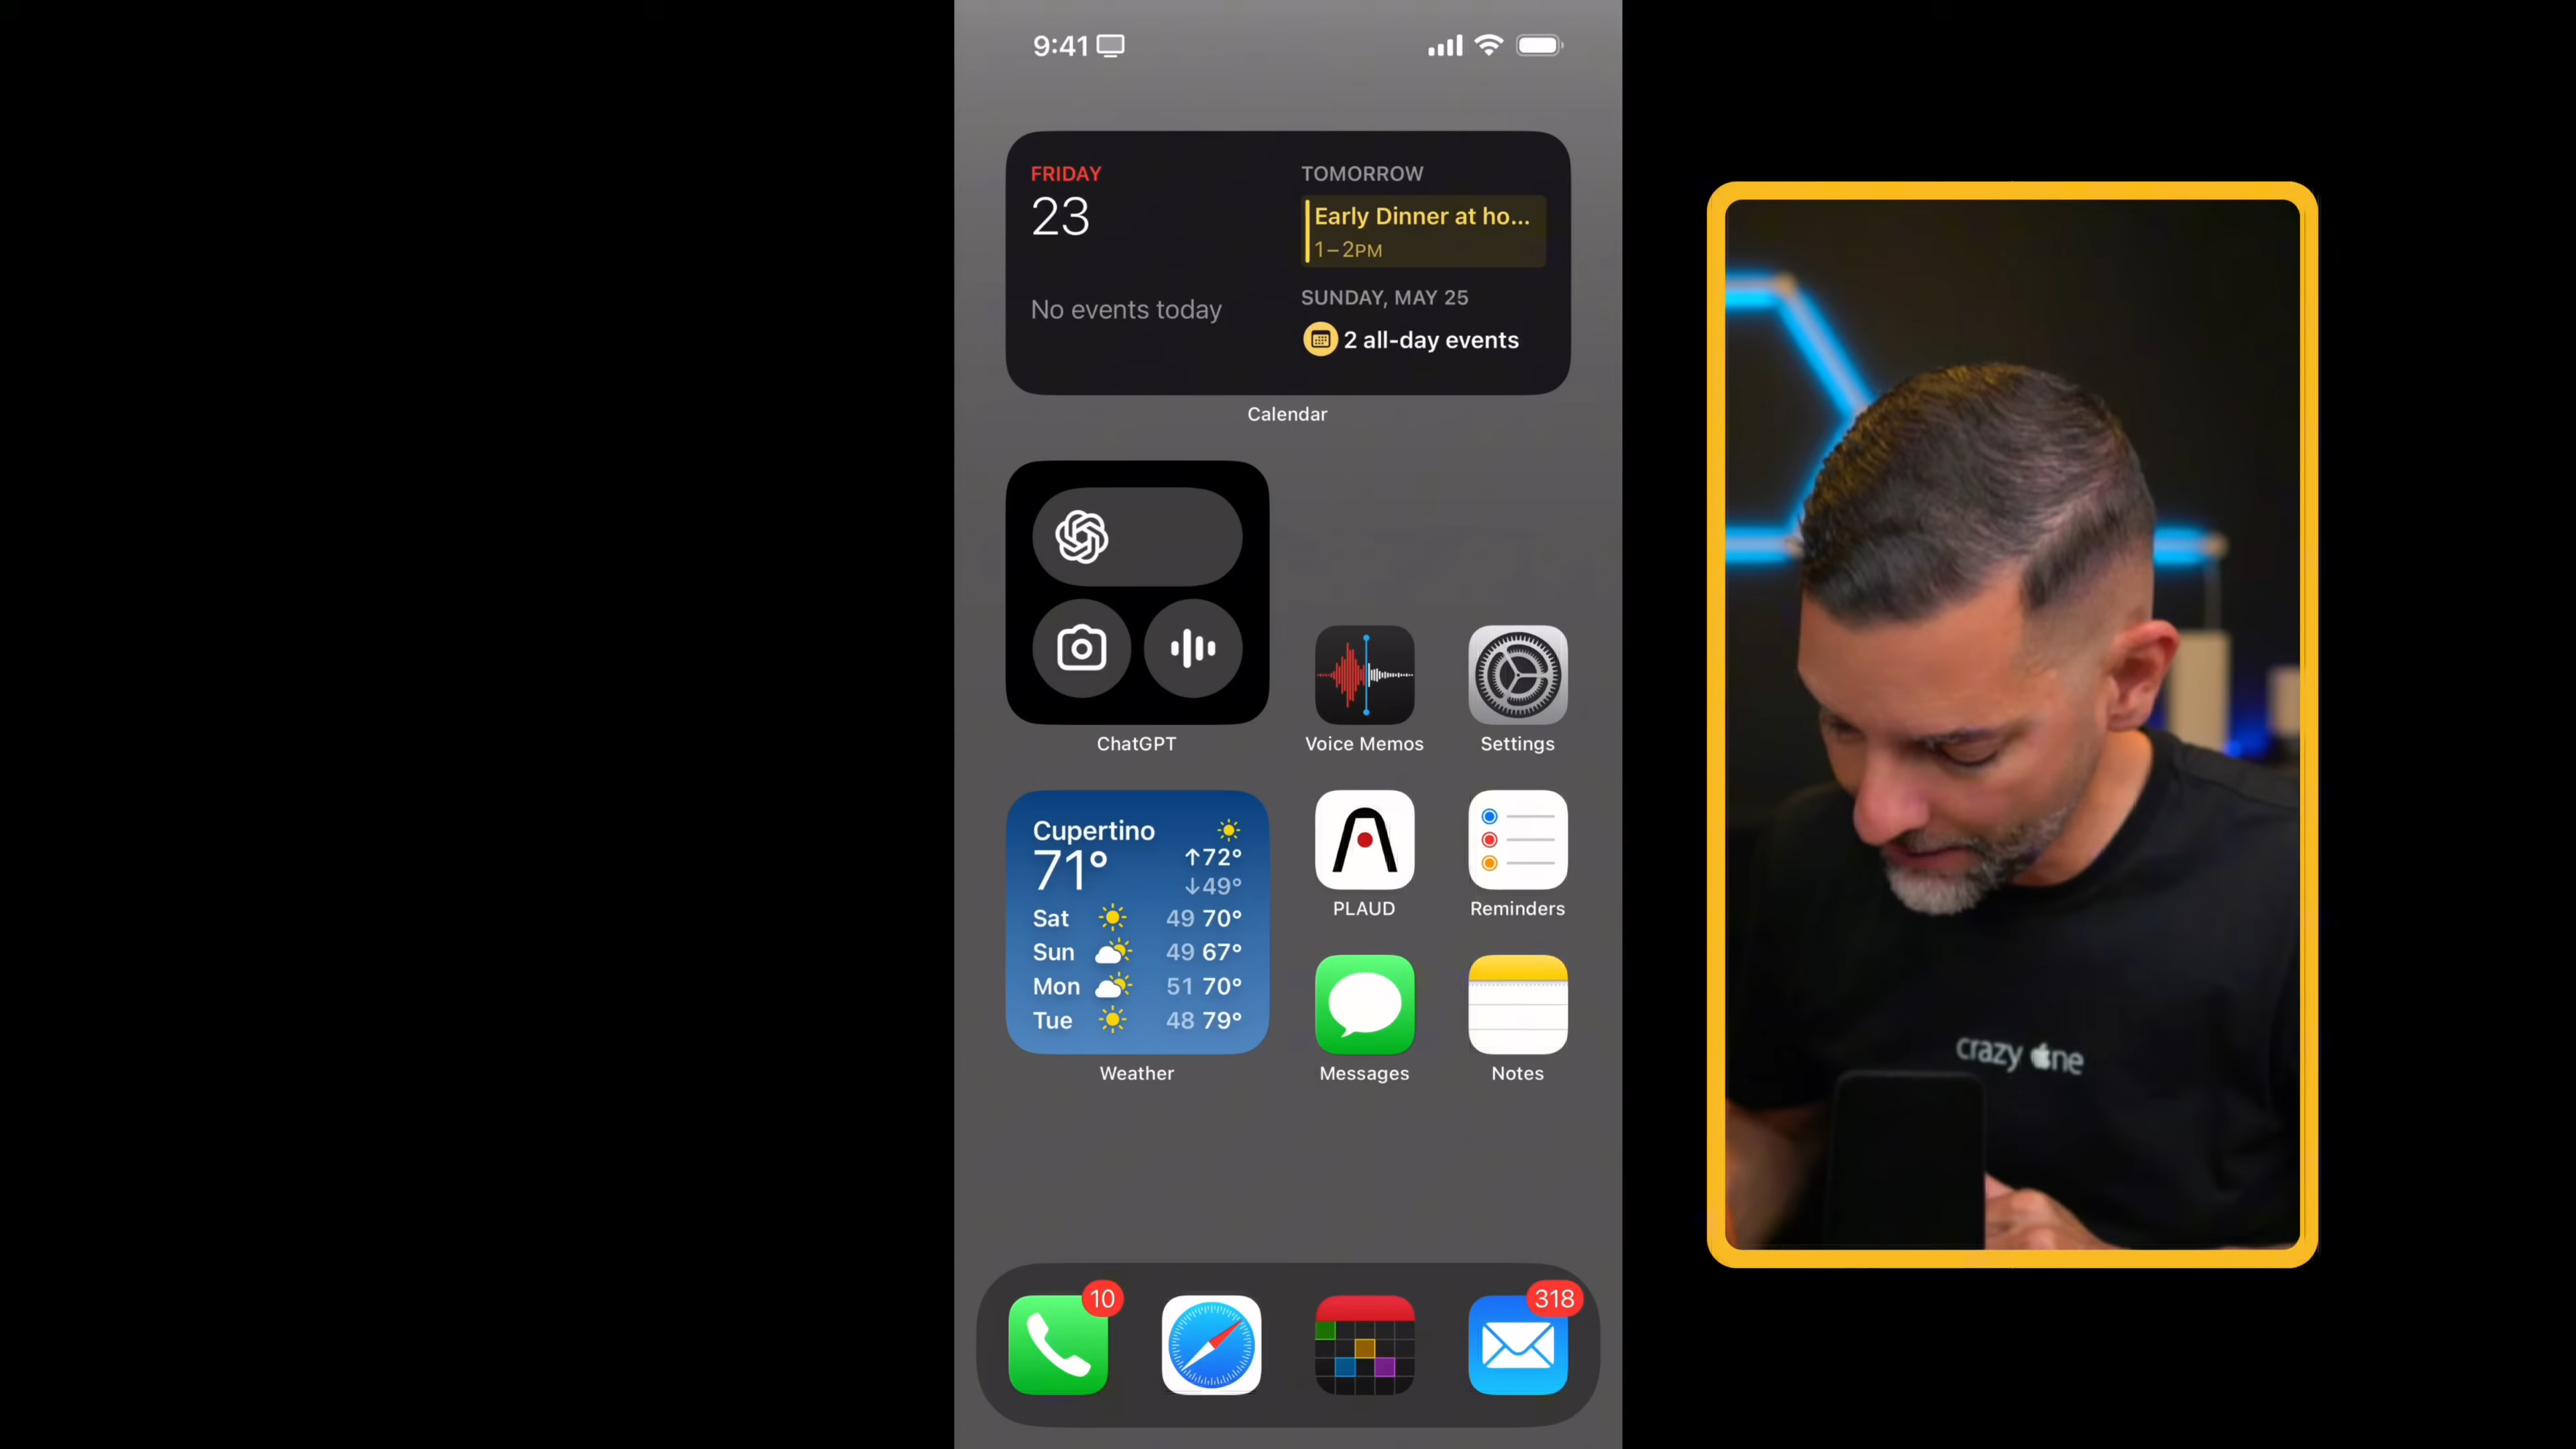 9:41
FRIDAY
23
No events today
TOMORROW
Early Dinner at ho...
1–2PM
SUNDAY, MAY 25
2 all-day events
Calendar
ChatGPT
Voice Memos
Settings
Cupertino
71°
↑72°
↓49°
Sat 49 70°
Sun 49 67°
Mon 51 70°
Tue 48 79°
Weather
PLAUD
Reminders
Messages
Notes
10
318
crazy ne